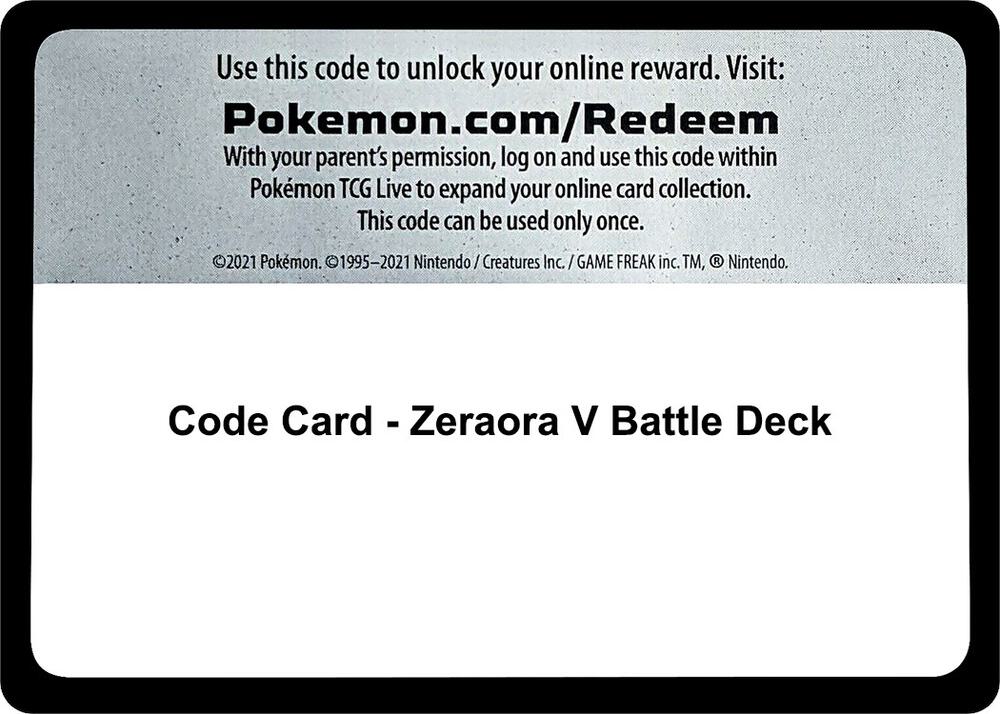 Use this code to unlock your online reward. Visit:
Pokemon.com/Redeem
With your parent's permission, log on and use this code within
Pokémon TCG Live to expand your online card collection.
This code can be used only once.
©2021 Pokémon. ©1995–2021 Nintendo / Creatures Inc. / GAME FREAK inc. TM, ® Nintendo.
Code Card - Zeraora V Battle Deck